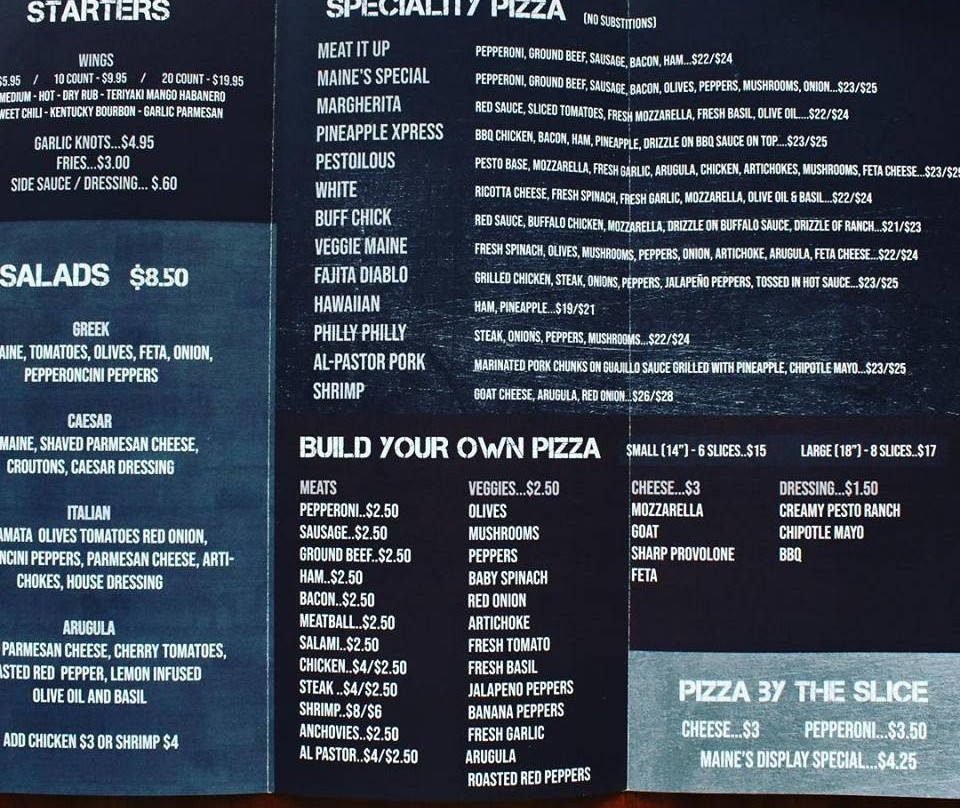 STARTERS
WINGS
$5.95 / 10 COUNT - $9.95 / 20 COUNT - $19.95
MEDIUM - HOT - DRY RUB - TERIYAKI MANGO HABANERO
CHILI - KENTUCKY BOURBON - GARLIC PARMESAN
GARLIC KNOTS...$4.95
FRIES...$3.00
SIDE SAUCE / DRESSING... $.60
SALADS $8.50
GREEK
TOMATOES, OLIVES, FETA, ONION,
PEPPERONCINI PEPPERS
CAESAR
SHAVED PARMESAN CHEESE,
CROUTONS, CAESAR DRESSING
ITALIAN
OLIVES TOMATOES RED ONION,
PEPPERS, PARMESAN CHEESE, ARTI-
CHOKES, HOUSE DRESSING
ARUGULA
PARMESAN CHEESE, CHERRY TOMATOES,
RED PEPPER, LEMON INFUSED
OLIVE OIL AND BASIL
ADD CHICKEN $3 OR SHRIMP $4
SPECIALITY PIZZA (NO SUBSTITIONS)
MEAT IT UP PEPPERONI, GROUND BEEF, SAUSAGE, BACON, HAM...$22/$24
MAINE'S SPECIAL PEPPERONI, GROUND BEEF, SAUSAGE, BACON, OLIVES, PEPPERS, MUSHROOMS, ONION...$23/$25
MARGHERITA RED SAUCE, SLICED TOMATOES, FRESH MOZZARELLA, FRESH BASIL, OLIVE OIL....$22/$24
PINEAPPLE XPRESS BBQ CHICKEN, BACON, HAM, PINEAPPLE, DRIZZLE ON BBQ SAUCE ON TOP....$23/$25
PESTOILOUS PESTO BASE, MOZZARELLA, FRESH GARLIC, ARUGULA, CHICKEN, ARTICHOKES, MUSHROOMS, FETA CHEESE...$23/$25
WHITE RICOTTA CHEESE, FRESH SPINACH, FRESH GARLIC, MOZZARELLA, OLIVE OIL & BASIL...$22/$24
BUFF CHICK RED SAUCE, BUFFALO CHICKEN, MOZZARELLA, DRIZZLE ON BUFFALO SAUCE, DRIZZLE OF RANCH...$21/$23
VEGGIE MAINE FRESH SPINACH, OLIVES, MUSHROOMS, PEPPERS, ONION, ARTICHOKE, ARUGULA, FETA CHEESE...$22/$24
FAJITA DIABLO GRILLED CHICKEN, STEAK, ONIONS, PEPPERS, JALAPEÑO PEPPERS, TOSSED IN HOT SAUCE...$23/$25
HAWAIIAN HAM, PINEAPPLE...$19/$21
PHILLY PHILLY STEAK, ONIONS, PEPPERS, MUSHROOMS...$22/$24
AL-PASTOR PORK MARINATED PORK CHUNKS ON GUAJILLO SAUCE GRILLED WITH PINEAPPLE, CHIPOTLE MAYO...$23/$25
SHRIMP GOAT CHEESE, ARUGULA, RED ONION...$26/$28
BUILD YOUR OWN PIZZA SMALL (14") - 6 SLICES..$15 LARGE (18") - 8 SLICES..$17
MEATS
PEPPERONI..$2.50
SAUSAGE..$2.50
GROUND BEEF..$2.50
HAM..$2.50
BACON..$2.50
MEATBALL..$2.50
SALAMI..$2.50
CHICKEN..$4/$2.50
STEAK ..$4/$2.50
SHRIMP..$8/$6
ANCHOVIES..$2.50
AL PASTOR..$4/$2.50
VEGGIES...$2.50
OLIVES
MUSHROOMS
PEPPERS
BABY SPINACH
RED ONION
ARTICHOKE
FRESH TOMATO
FRESH BASIL
JALAPENO PEPPERS
BANANA PEPPERS
FRESH GARLIC
ARUGULA
ROASTED RED PEPPERS
CHEESE...$3
MOZZARELLA
GOAT
SHARP PROVOLONE
FETA
DRESSING...$1.50
CREAMY PESTO RANCH
CHIPOTLE MAYO
BBQ
PIZZA BY THE SLICE
CHEESE...$3 PEPPERONI...$3.50
MAINE'S DISPLAY SPECIAL...$4.25